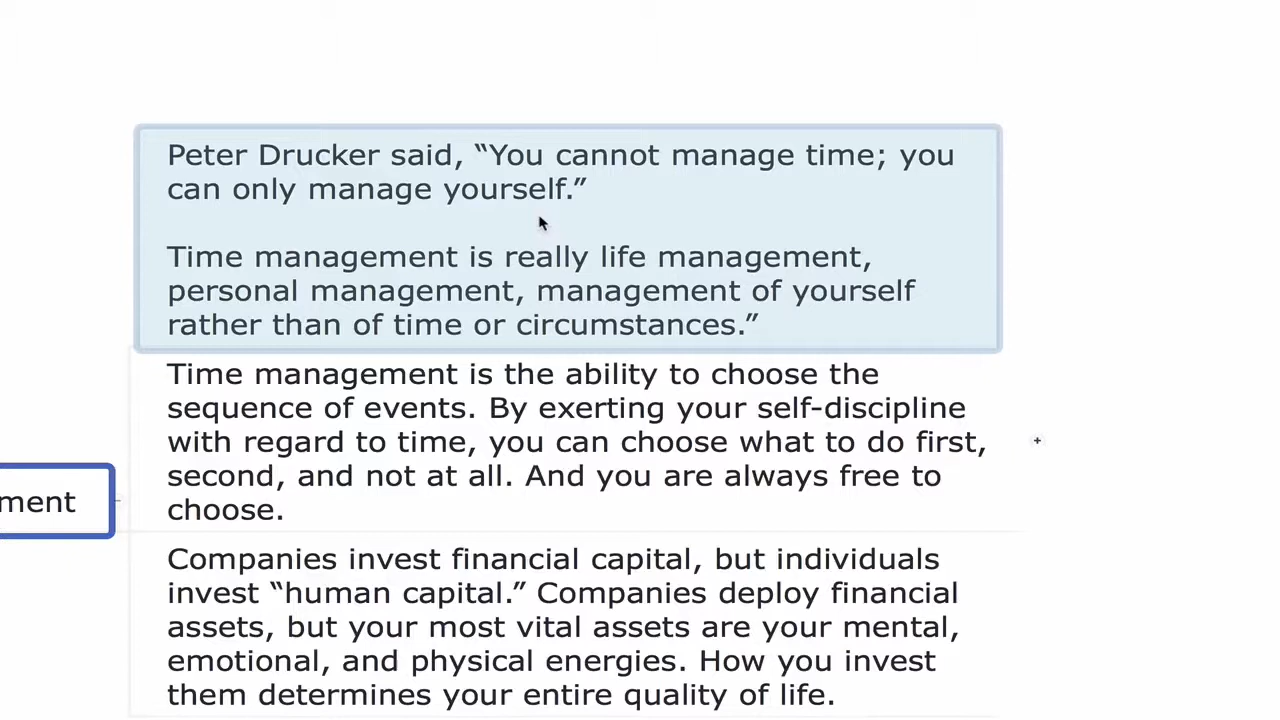 Peter Drucker said, “You cannot manage time; you
can only manage yourself.”
Time management is really life management,
personal management, management of yourself
rather than of time or circumstances.”
Time management is the ability to choose the
sequence of events. By exerting your self-discipline
with regard to time, you can choose what to do first,
second, and not at all. And you are always free to
choose.
ment
Companies invest financial capital, but individuals
invest “human capital.” Companies deploy financial
assets, but your most vital assets are your mental,
emotional, and physical energies. How you invest
them determines your entire quality of life.